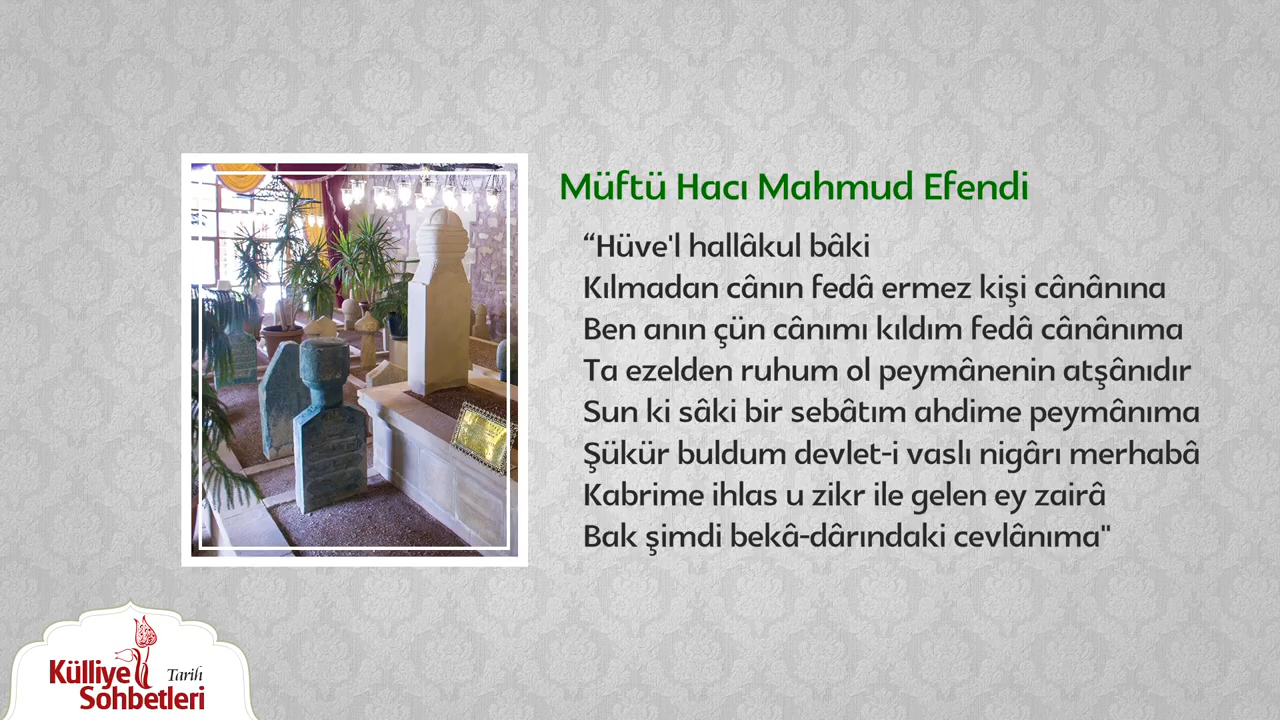 Müftü Hacı Mahmud Efendi
“Hüve'l hallâkul bâki
Kılmadan cânın fedâ ermez kişi cânânına
Ben anın çün cânımı kıldım fedâ cânânıma
Ta ezelden ruhum ol peymânenin atşânıdır
Sun ki sâki bir sebâtım ahdime peymânıma
Şükür buldum devlet-i vaslı nigârı merhabâ
Kabrime ihlas u zikr ile gelen ey zairâ
Bak şimdi bekâ-dârındaki cevlânıma"
Külliye Tarih
Sohbetleri